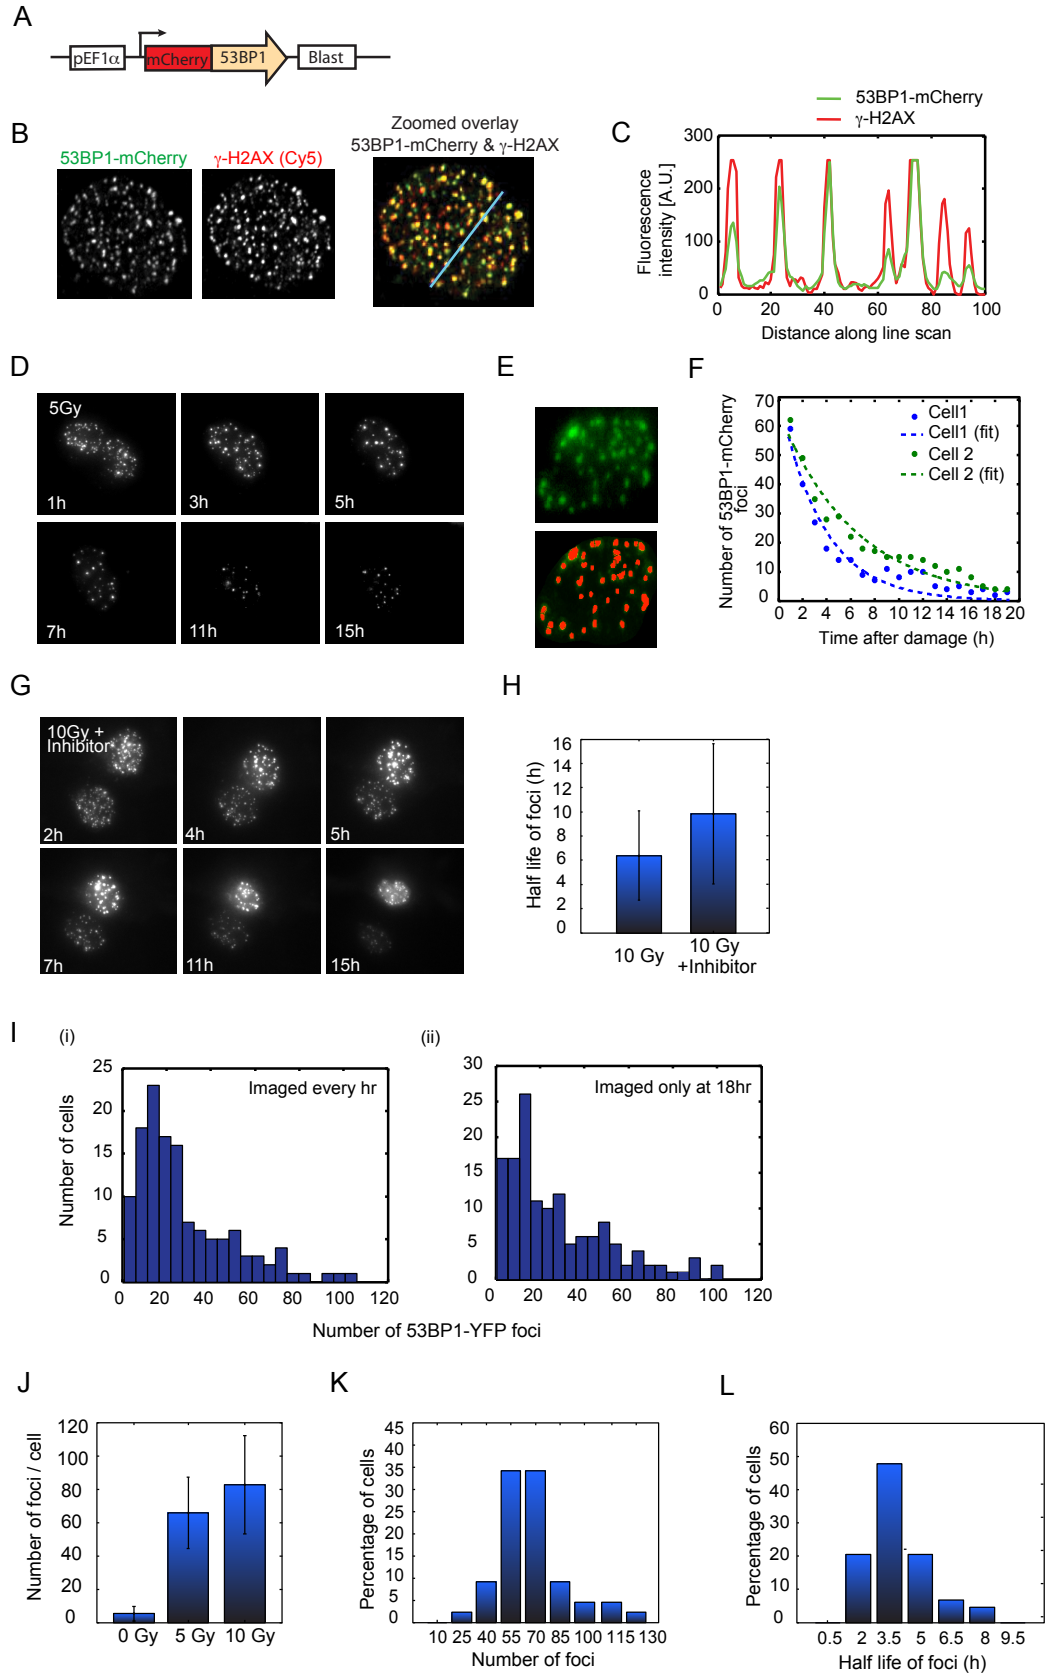 A
pEF1α
mCherry
53BP1
Blast
B
53BP1-mCherry
γ-H2AX (Cy5)
Zoomed overlay
53BP1-mCherry & γ-H2AX
C
53BP1-mCherry
γ-H2AX
Fluorescence
intensity [A.U.]
300
200
100
0
0 20 40 60 80 100
Distance along line scan
D
5Gy
1h
3h
5h
7h
11h
15h
E
F
Number of 53BP1-mCherry
foci
70
60
50
40
30
20
10
0
Cell1
Cell1 (fit)
Cell 2
Cell 2 (fit)
0 2 4 6 8 10 12 14 16 18 20
Time after damage (h)
G
10Gy +
Inhibitor
2h
4h
5h
7h
11h
15h
H
Half life of foci (h)
16
14
12
10
8
6
4
2
0
10 Gy
10 Gy
+Inhibitor
I
(i)
Number of cells
25
20
15
10
5
0
Imaged every hr
0 20 40 60 80 100 120
(ii)
30
25
20
15
10
5
0
Imaged only at 18hr
0 20 40 60 80 100 120
Number of 53BP1-YFP foci
J
Number of foci / cell
120
100
80
60
40
20
0
0 Gy 5 Gy 10 Gy
K
Percentage of cells
45
40
35
30
25
20
15
10
5
0
10 25 40 55 70 85 100 115 130
Number of foci
L
Percentage of cells
60
50
40
30
20
10
0
0.5 2 3.5 5 6.5 8 9.5
Half life of foci (h)